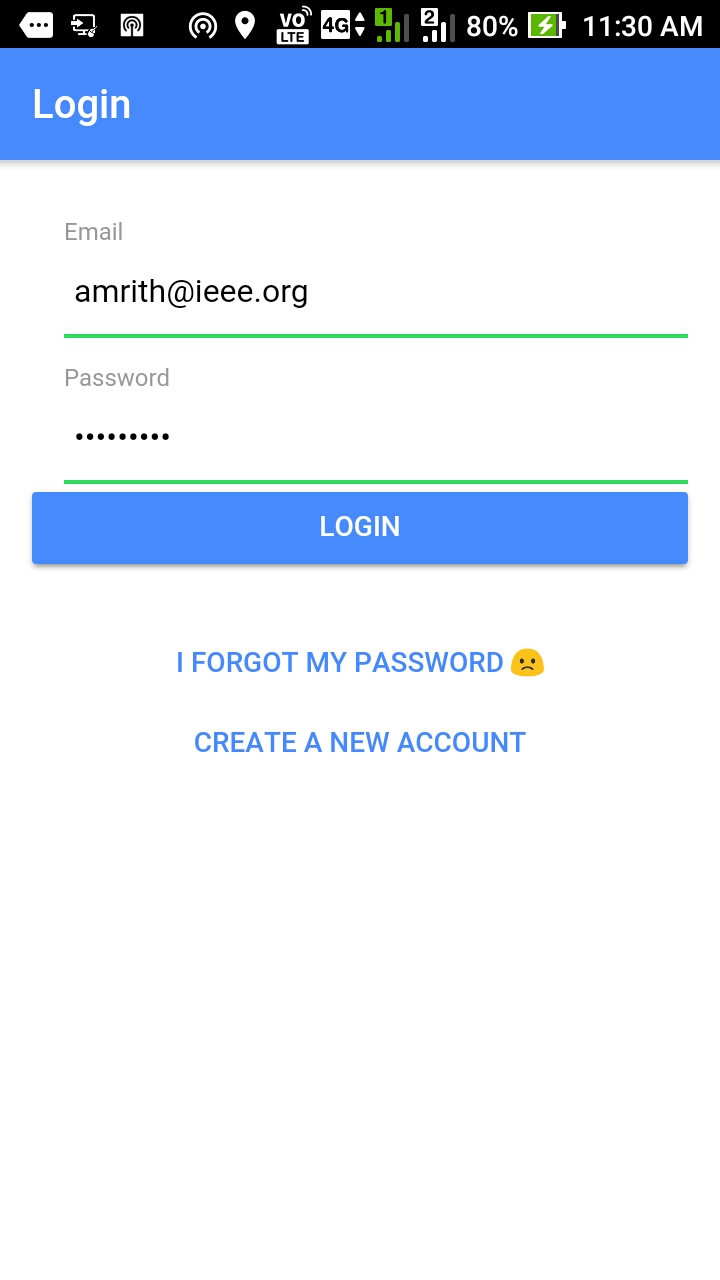 VO LTE 4G 1 2 80% 11:30 AM
Login
Email
amrith@ieee.org
Password
•••••••••
LOGIN
I FORGOT MY PASSWORD 🙁
CREATE A NEW ACCOUNT